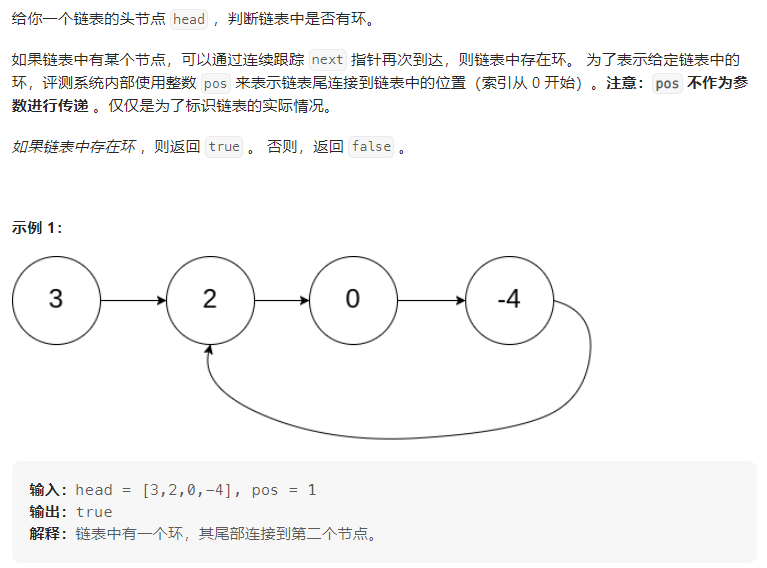 给你一个链表的头节点 head ，判断链表中是否有环。
如果链表中有某个节点，可以通过连续跟踪 next 指针再次到达，则链表中存在环。 为了表示给定链表中的
环，评测系统内部使用整数 pos 来表示链表尾连接到链表中的位置（索引从 0 开始）。注意：pos 不作为参
数进行传递 。仅仅是为了标识链表的实际情况。
如果链表中存在环 ，则返回 true 。 否则，返回 false 。
示例 1：
3 2 0 -4
输入：head = [3,2,0,-4], pos = 1
输出：true
解释：链表中有一个环，其尾部连接到第二个节点。